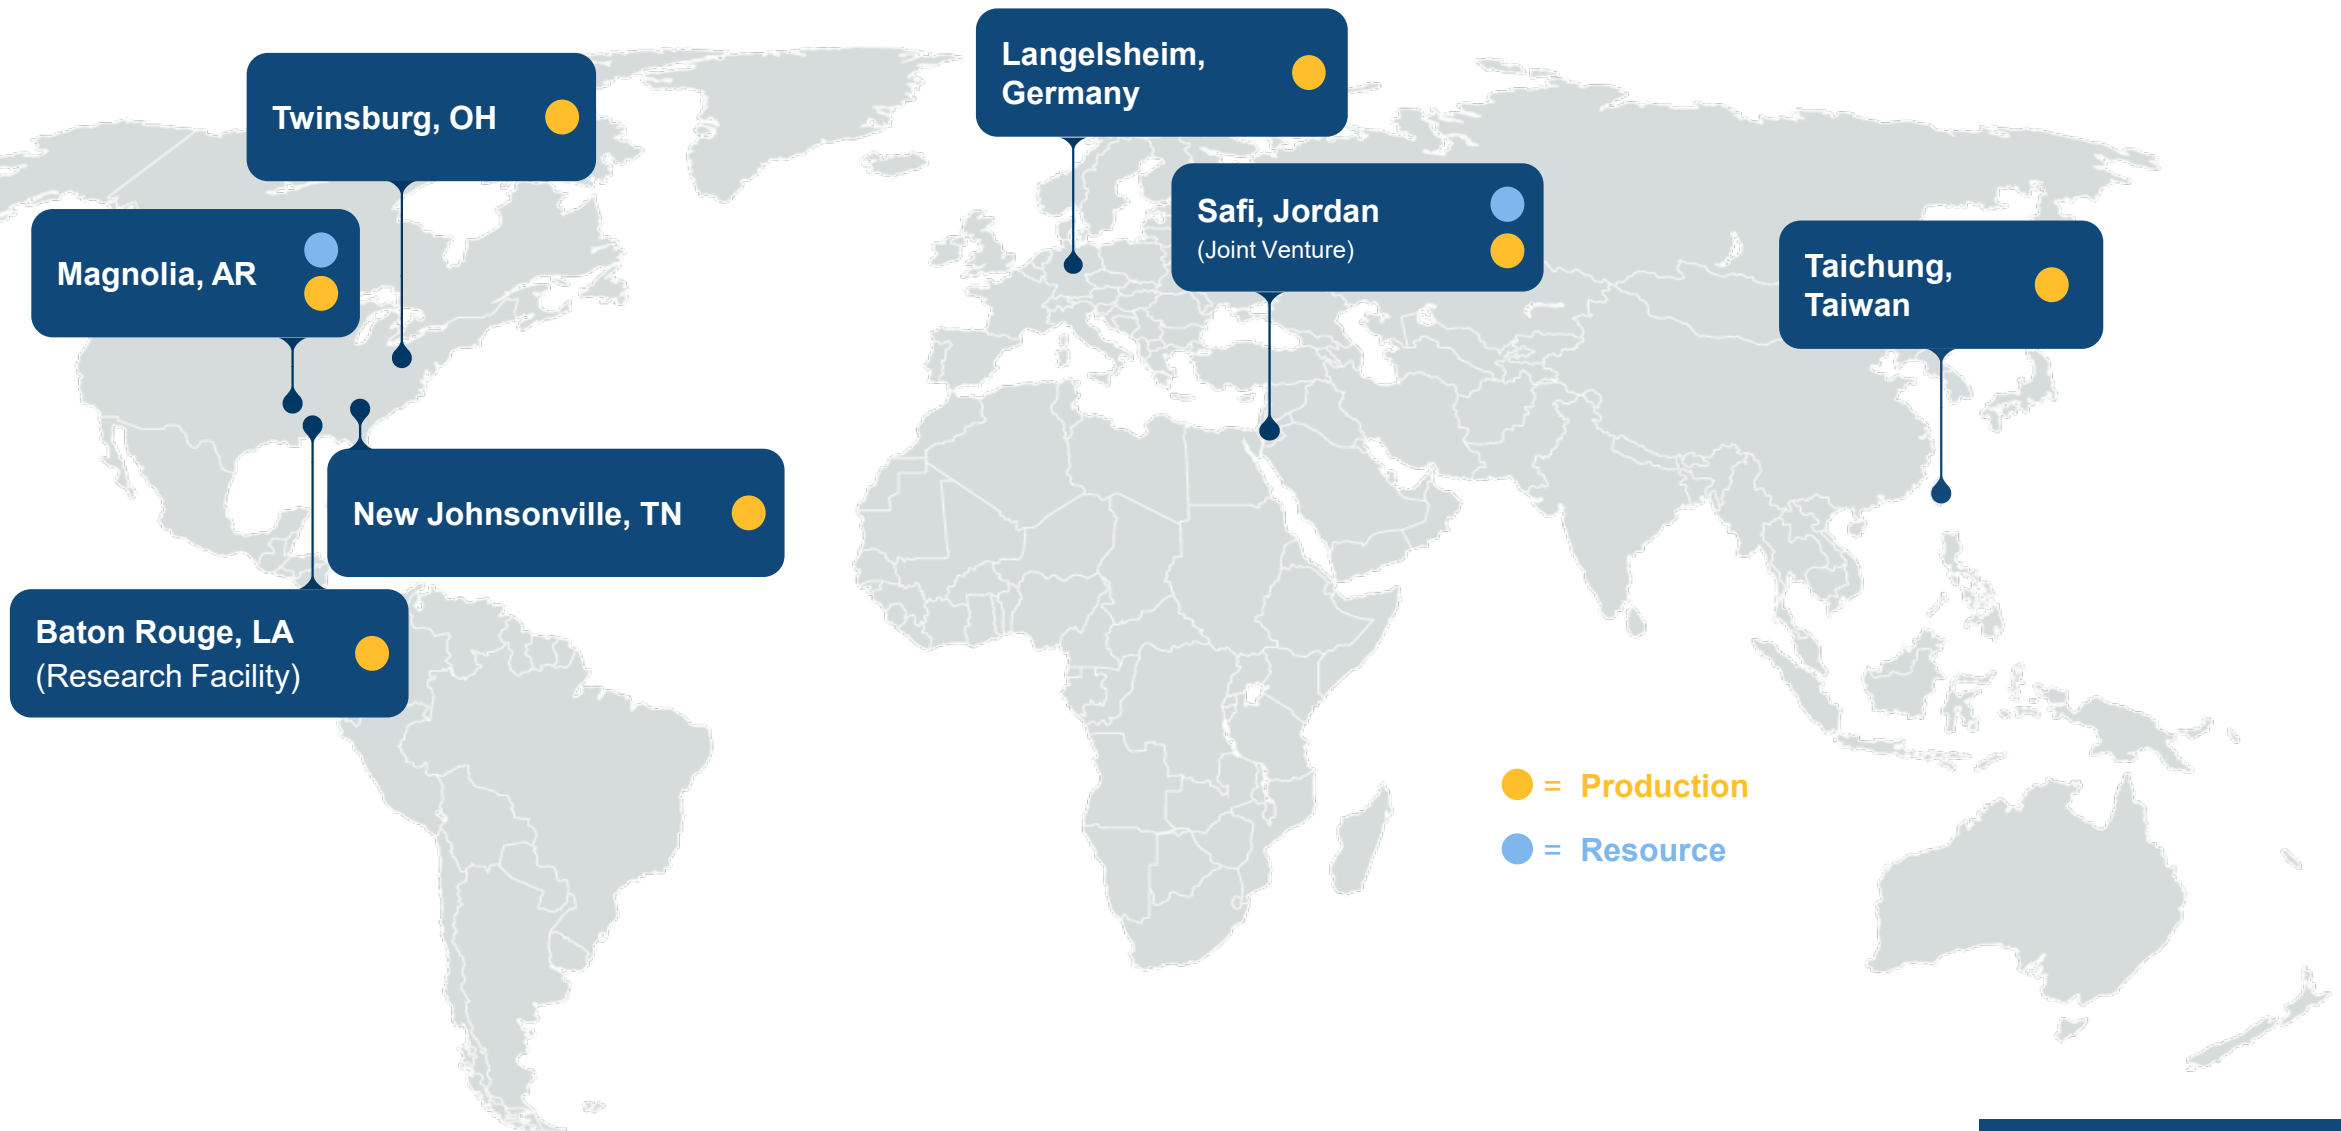 Twinsburg, OH
Magnolia, AR
New Johnsonville, TN
Baton Rouge, LA
(Research Facility)
Langelsheim,
Germany
Safi, Jordan
(Joint Venture)
Taichung,
Taiwan
= Production
= Resource